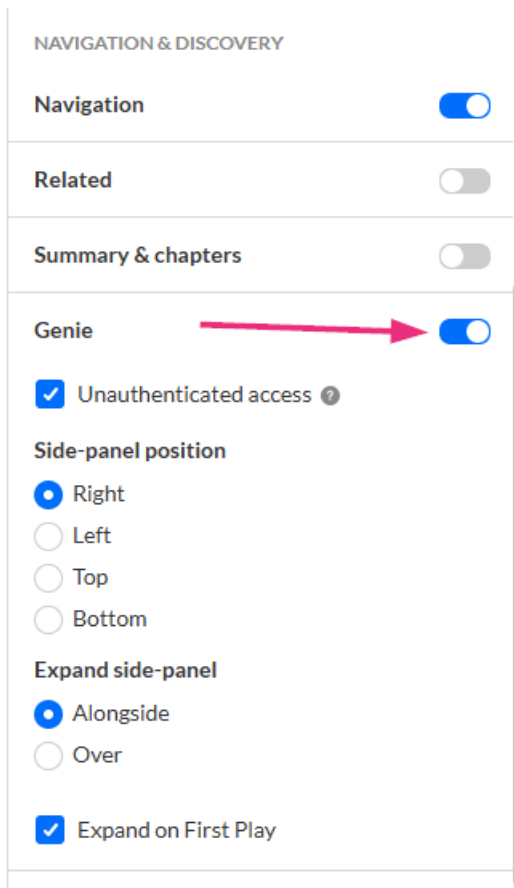 NAVIGATION & DISCOVERY
Navigation
Related
Summary & chapters
Genie
Unauthenticated access ?
Side-panel position
Right
Left
Top
Bottom
Expand side-panel
Alongside
Over
Expand on First Play